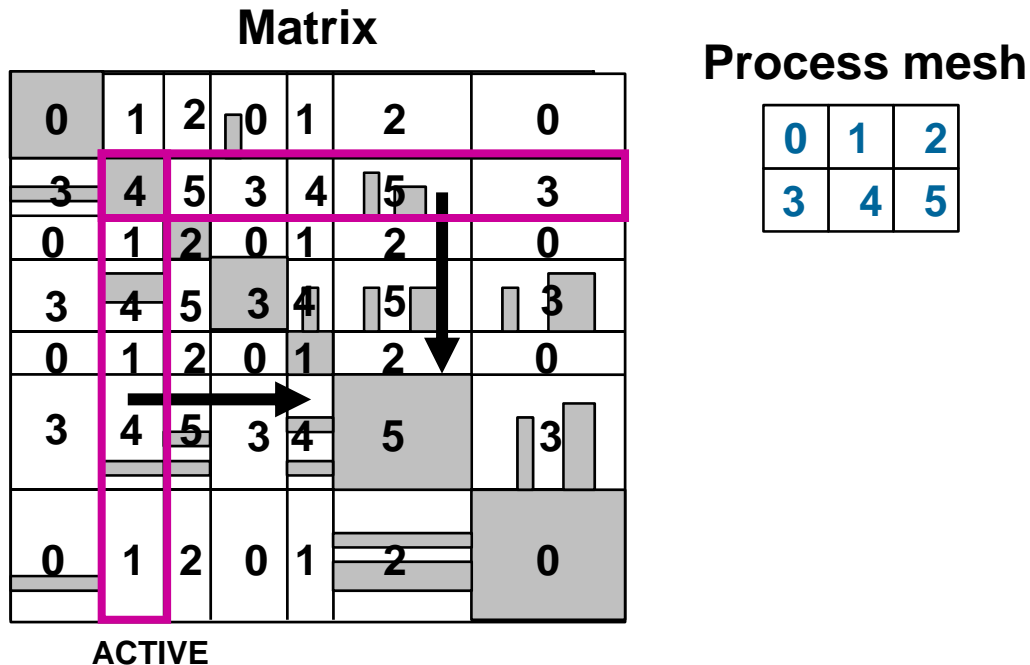 Matrix
Process mesh
0 1 2 0 1 2 0
3 4 5 3 4 5 3
0 1 2 0 1 2 0
3 4 5 3 4 5 3
0 1 2 0 1 2 0
3 4 5 3 4 5 3
0 1 2 0 1 2 0
0 1 2
3 4 5
ACTIVE